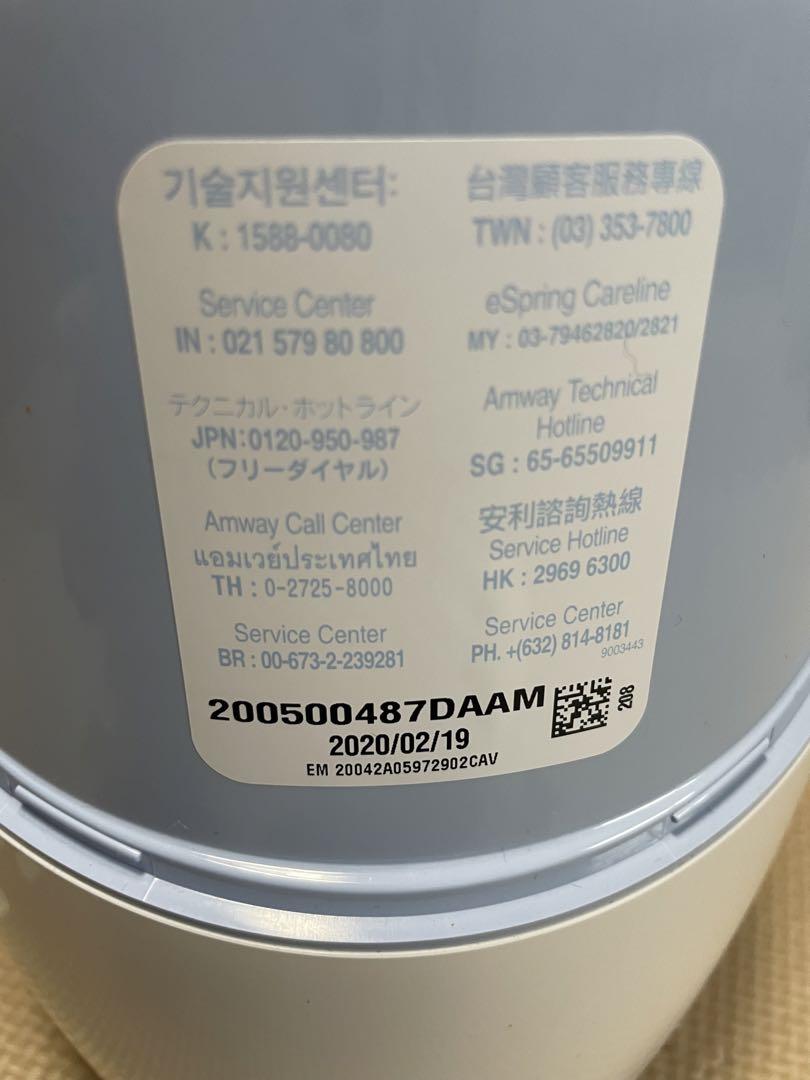 기술지원센터:
K : 1588-0080
Service Center
IN : 021 579 80 800
テクニカル・ホットライン
JPN:0120-950-987
(フリーダイヤル)
Amway Call Center
แอมเวย์ประเทศไทย
TH : 0-2725-8000
Service Center
BR : 00-673-2-239281
台灣顧客服務專線
TWN : (03) 353-7800
eSpring Careline
MY : 03-79462820/2821
Amway Technical
Hotline
SG : 65-65509911
安利諮詢熱線
Service Hotline
HK : 2969 6300
Service Center
PH. +(632) 814-8181
9003443
200500487DAAM
208
2020/02/19
EM 20042A05972902CAV